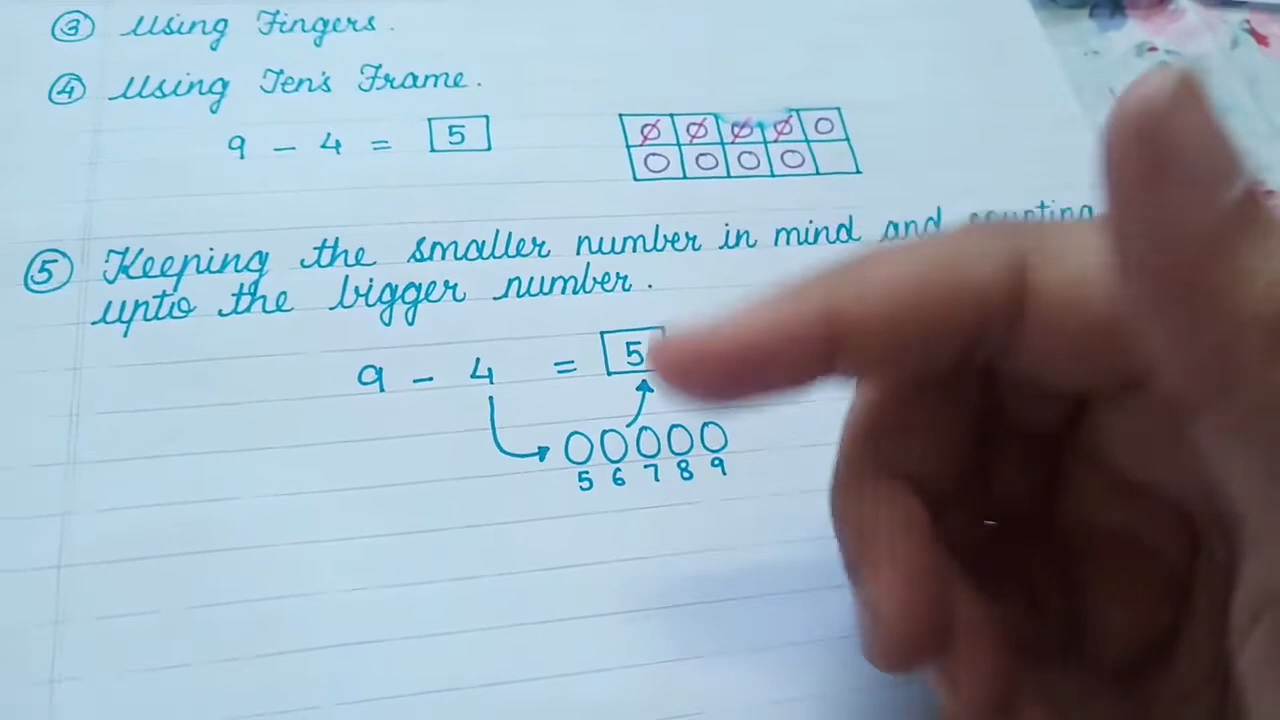 ③ Using Fingers.
④ Using Ten's Frame.
9 - 4 = 5
⑤ Keeping the smaller number in mind and counting
upto the bigger number.
9 - 4 = 5
5 6 7 8 9